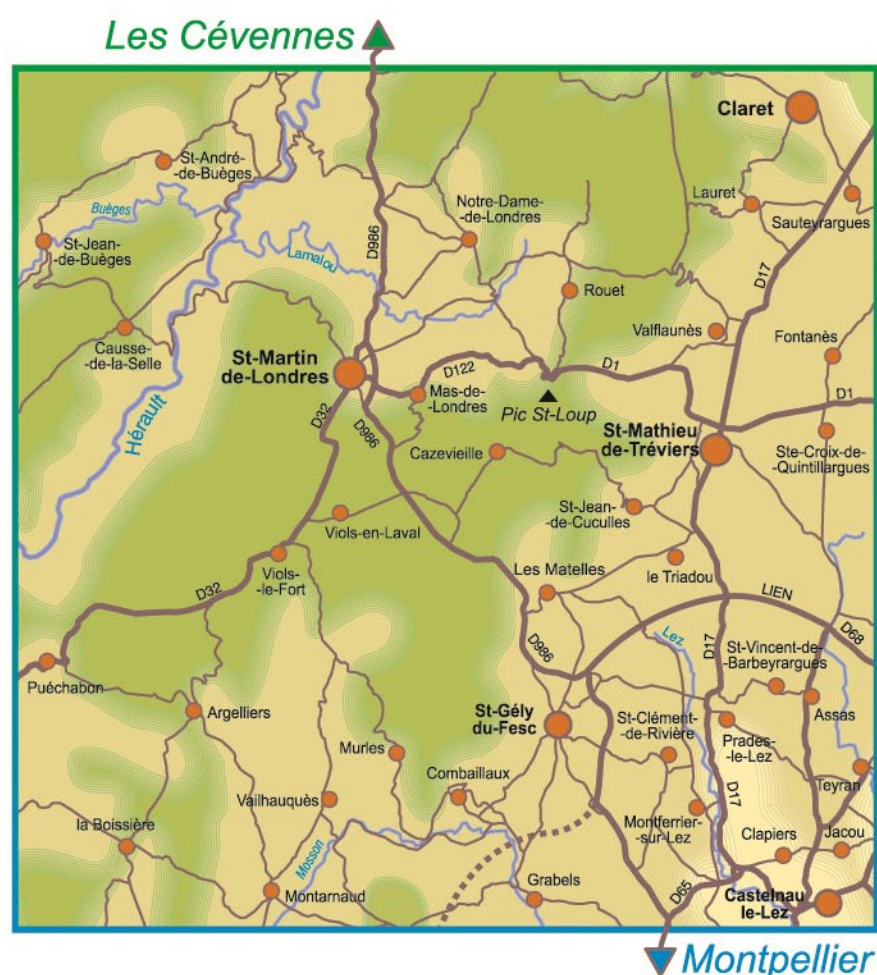 Les Cévennes
Claret
St-André-
-de-Buèges
Buèges
Notre-Dame-
-de-Londres
Lauret
Sauteyrargues
St-Jean-
-de-Buèges
Lamalou
D986
D17
Rouet
Causse-
-de-la-Selle
Valflaunès
Fontanès
St-Martin
de-Londres
D122
D1
Hérault
Mas-de-
-Londres
Pic St-Loup
D1
D32
D986
Cazevieille
St-Mathieu
de-Tréviers
Ste-Croix-de-
-Quintillargues
Viols-en-Laval
St-Jean-
-de-Cuculles
Viols-
-le-Fort
Les Matelles
le Triadou
D32
LIEN
D68
Lez
D986
D17
St-Vincent-de-
-Barbeyrargues
Puéchabon
Argelliers
St-Gély
du-Fesc
St-Clément-
-de-Rivière
Assas
Prades-
-le-Lez
Murles
Combaillaux
Teyran
Vailhauquès
D17
la Boissière
Montferrier-
-sur-Lez
Clapiers
Jacou
Mosson
Montarnaud
Grabels
D65
Castelnau
le-Lez
Montpellier